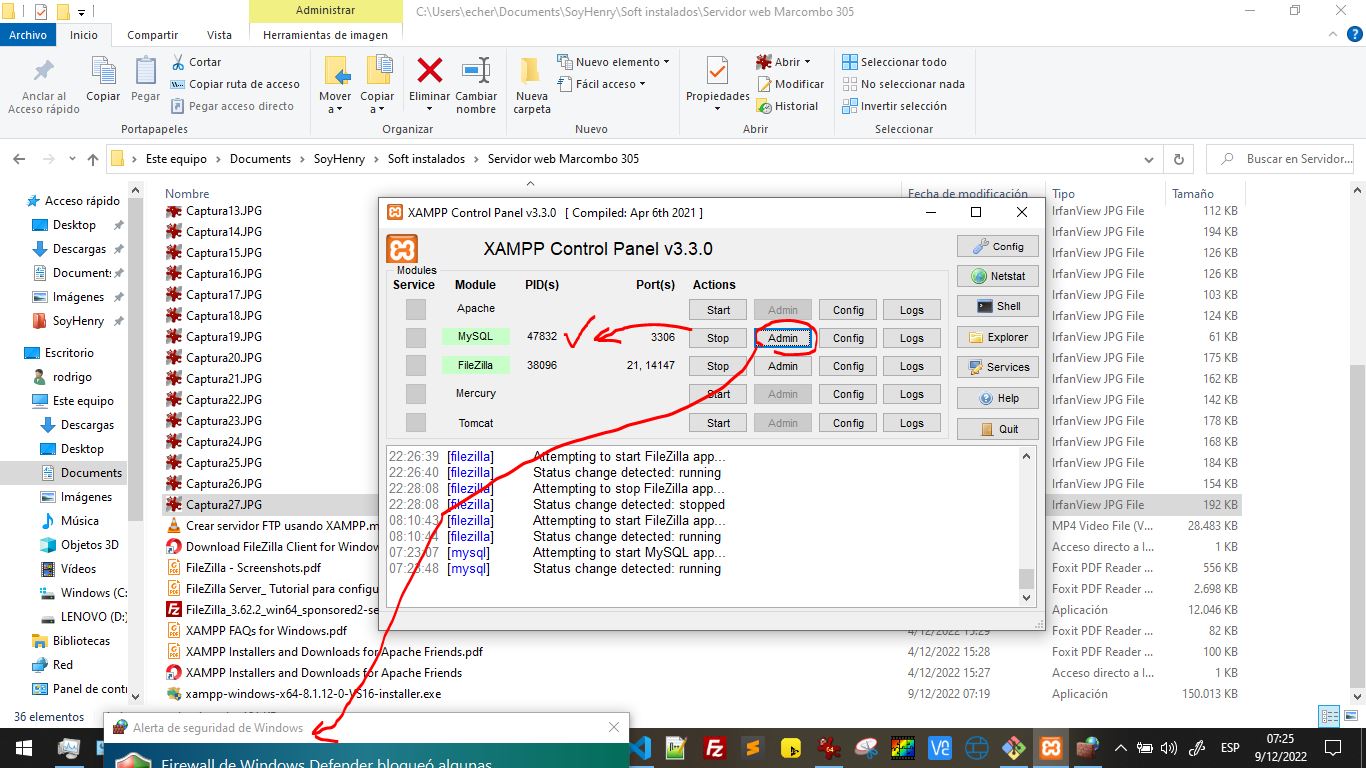 Administrar
C:\Users\echer\Documents\SoyHenry\Soft instalados\Servidor web Marcombo 305
Archivo Inicio Compartir Vista Herramientas de imagen
Anclar al Acceso rápido
Copiar
Pegar
Cortar
Copiar ruta de acceso
Pegar acceso directo
Portapapeles
Mover a
Copiar a
Eliminar
Cambiar nombre
Organizar
Nueva carpeta
Nuevo elemento
Fácil acceso
Nuevo
Propiedades
Abrir
Modificar
Historial
Abrir
Seleccionar todo
No seleccionar nada
Invertir selección
Seleccionar
Este equipo > Documents > SoyHenry > Soft instalados > Servidor web Marcombo 305
Buscar en Servidor...
Acceso rápido
Desktop
Descargas
Document:
Imágenes
SoyHenry
Escritorio
rodrigo
Este equipo
Descargas
Desktop
Documents
Imágenes
Música
Objetos 3D
Vídeos
Windows (C:
LENOVO (D:)
Bibliotecas
Red
Panel de cont
36 elementos
Nombre Fecha de modificación Tipo Tamaño
Captura13.JPG IrfanView JPG File 112 KB
Captura14.JPG IrfanView JPG File 194 KB
Captura15.JPG IrfanView JPG File 126 KB
Captura16.JPG IrfanView JPG File 126 KB
Captura17.JPG IrfanView JPG File 103 KB
Captura18.JPG IrfanView JPG File 124 KB
Captura19.JPG IrfanView JPG File 61 KB
Captura20.JPG IrfanView JPG File 175 KB
Captura21.JPG IrfanView JPG File 162 KB
Captura22.JPG IrfanView JPG File 142 KB
Captura23.JPG IrfanView JPG File 178 KB
Captura24.JPG IrfanView JPG File 168 KB
Captura25.JPG IrfanView JPG File 184 KB
Captura26.JPG IrfanView JPG File 154 KB
Captura27.JPG IrfanView JPG File 192 KB
Crear servidor FTP usando XAMPP.m MP4 Video File (V... 28.483 KB
Download FileZilla Client for Window Acceso directo a l... 1 KB
FileZilla - Screenshots.pdf Foxit PDF Reader ... 556 KB
FileZilla Server_ Tutorial para configu Foxit PDF Reader ... 2.698 KB
FileZilla_3.62.2_win64_sponsored2-se Aplicación 12.046 KB
XAMPP FAQs for Windows.pdf 4/12/2022 15:29 Foxit PDF Reader ... 82 KB
XAMPP Installers and Downloads for Apache Friends.pdf 4/12/2022 15:28 Foxit PDF Reader ... 100 KB
XAMPP Installers and Downloads for Apache Friends 4/12/2022 15:27 Acceso directo a l... 1 KB
xampp-windows-x64-8.1.12-0-VS16-installer.exe 9/12/2022 07:19 Aplicación 150.013 KB
XAMPP Control Panel v3.3.0 [ Compiled: Apr 6th 2021 ]
XAMPP Control Panel v3.3.0
Modules
Service Module PID(s) Port(s) Actions
Apache Start Admin Config Logs
MySQL 47832 3306 Stop Admin Config Logs
FileZilla 38096 21, 14147 Stop Admin Config Logs
Mercury Start Admin Config Logs
Tomcat Start Admin Config Logs
Config
Netstat
Shell
Explorer
Services
Help
Quit
22:26:39 [filezilla] Attempting to start FileZilla app...
22:26:40 [filezilla] Status change detected: running
22:28:08 [filezilla] Attempting to stop FileZilla app...
22:28:08 [filezilla] Status change detected: stopped
08:10:43 [filezilla] Attempting to start FileZilla app...
08:10:44 [filezilla] Status change detected: running
07:23:07 [mysql] Attempting to start MySQL app...
07:23:48 [mysql] Status change detected: running
Alerta de seguridad de Windows
Firewall de Windows Defender bloqueó algunas
ESP
07:25
9/12/2022